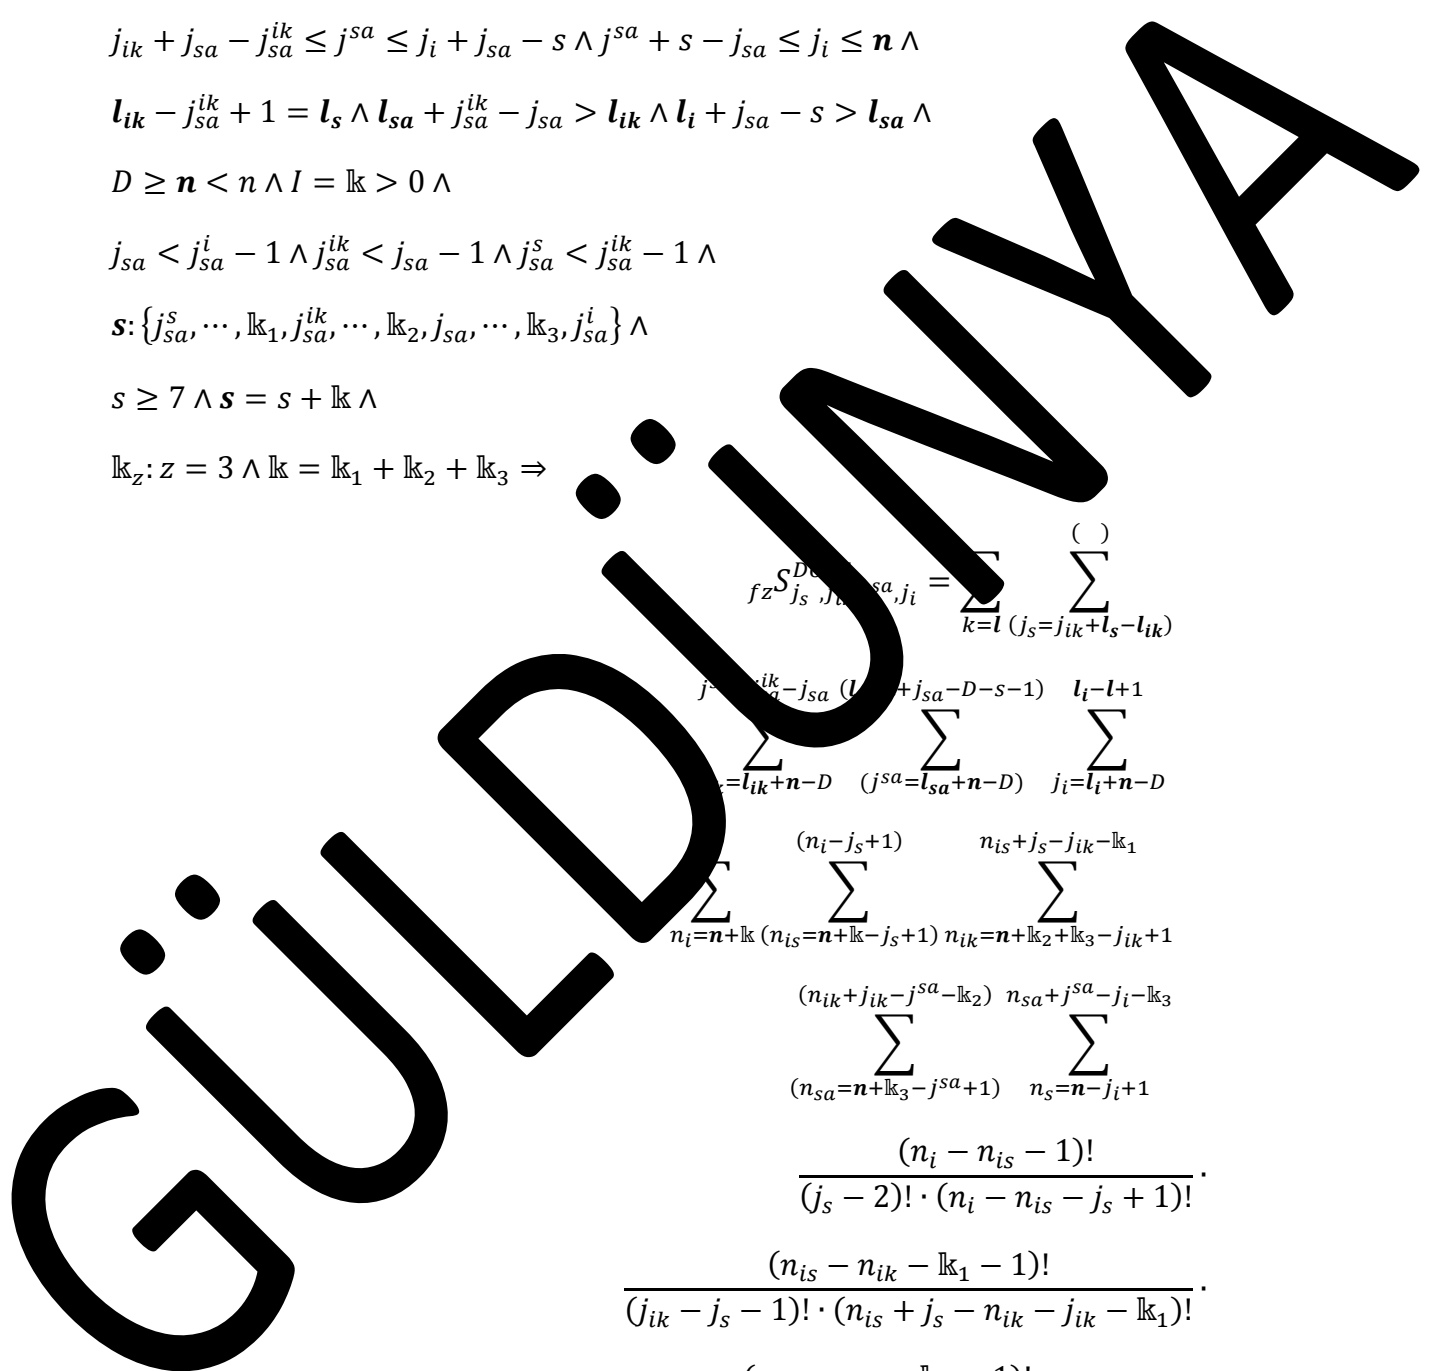 j_{ik} + j_{sa} − j_{sa}^{ik} ≤ j^{sa} ≤ j_i + j_{sa} − s ∧ j^{sa} + s − j_{sa} ≤ j_i ≤ n ∧
l_{ik} − j_{sa}^{ik} + 1 = l_s ∧ l_{sa} + j_{sa}^{ik} − j_{sa} > l_{ik} ∧ l_i + j_{sa} − s > l_{sa} ∧
D ≥ n < n ∧ I = 𝕜 > 0 ∧
j_{sa} < j_{sa}^i − 1 ∧ j_{sa}^{ik} < j_{sa} − 1 ∧ j_{sa}^s < j_{sa}^{ik} − 1 ∧
s: {j_{sa}^s, ⋯, 𝕜_1, j_{sa}^{ik}, ⋯, 𝕜_2, j_{sa}, ⋯, 𝕜_3, j_{sa}^i} ∧
s ≥ 7 ∧ s = s + 𝕜 ∧
𝕜_z: z = 3 ∧ 𝕜 = 𝕜_1 + 𝕜_2 + 𝕜_3 ⇒
GÜLDÜNYA
( )
= ∑ ∑
k=l (j_s=j_{ik}+l_s−l_{ik})
−j_{sa} +j_{sa}−D−s−1) l_i−l+1
∑ ∑ ∑
=l_{ik}+n−D (j^{sa}=l_{sa}+n−D) j_i=l_i+n−D
(n_i−j_s+1) n_{is}+j_s−j_{ik}−𝕜_1
∑ ∑ ∑
n_i=n+𝕜 (n_{is}=n+𝕜−j_s+1) n_{ik}=n+𝕜_2+𝕜_3−j_{ik}+1
(n_{ik}+j_{ik}−j^{sa}−𝕜_2) n_{sa}+j^{sa}−j_i−𝕜_3
∑ ∑
(n_{sa}=n+𝕜_3−j^{sa}+1) n_s=n−j_i+1
(n_i − n_{is} − 1)!
(j_s − 2)! · (n_i − n_{is} − j_s + 1)! ·
(n_{is} − n_{ik} − 𝕜_1 − 1)!
(j_{ik} − j_s − 1)! · (n_{is} + j_s − n_{ik} − j_{ik} − 𝕜_1)! ·